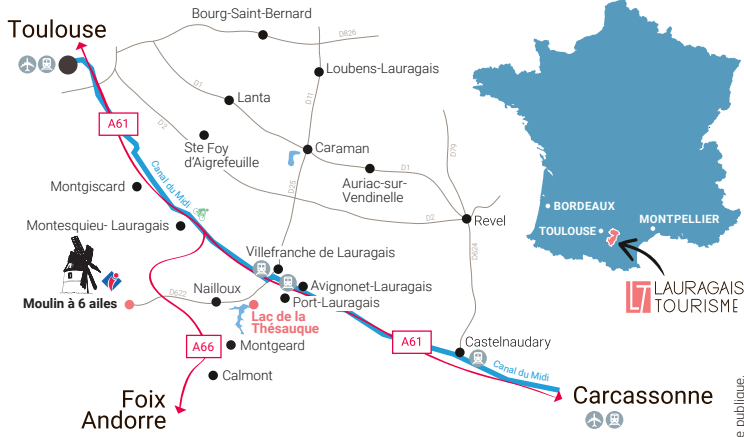 Bourg-Saint-Bernard
Toulouse
D826
Loubens-Lauragais
D1
D11
Lanta
A61
D2
Ste Foy
d'Aigrefeuille
Caraman
D79
D1
Canal du Midi
Auriac-sur-
Vendinelle
D25
Montgiscard
D2
Revel
Montesquieu- Lauragais
D624
Villefranche de Lauragais
Moulin à 6 ailes
D622
Nailloux
Avignonet-Lauragais
Port-Lauragais
Lac de la
Thésauque
A66
Montgeard
A61
Castelnaudary
Canal du Midi
Calmont
Foix
Andorre
Carcassonne
BORDEAUX
MONTPELLIER
TOULOUSE
LT
LAURAGAIS
TOURISME
e publique.